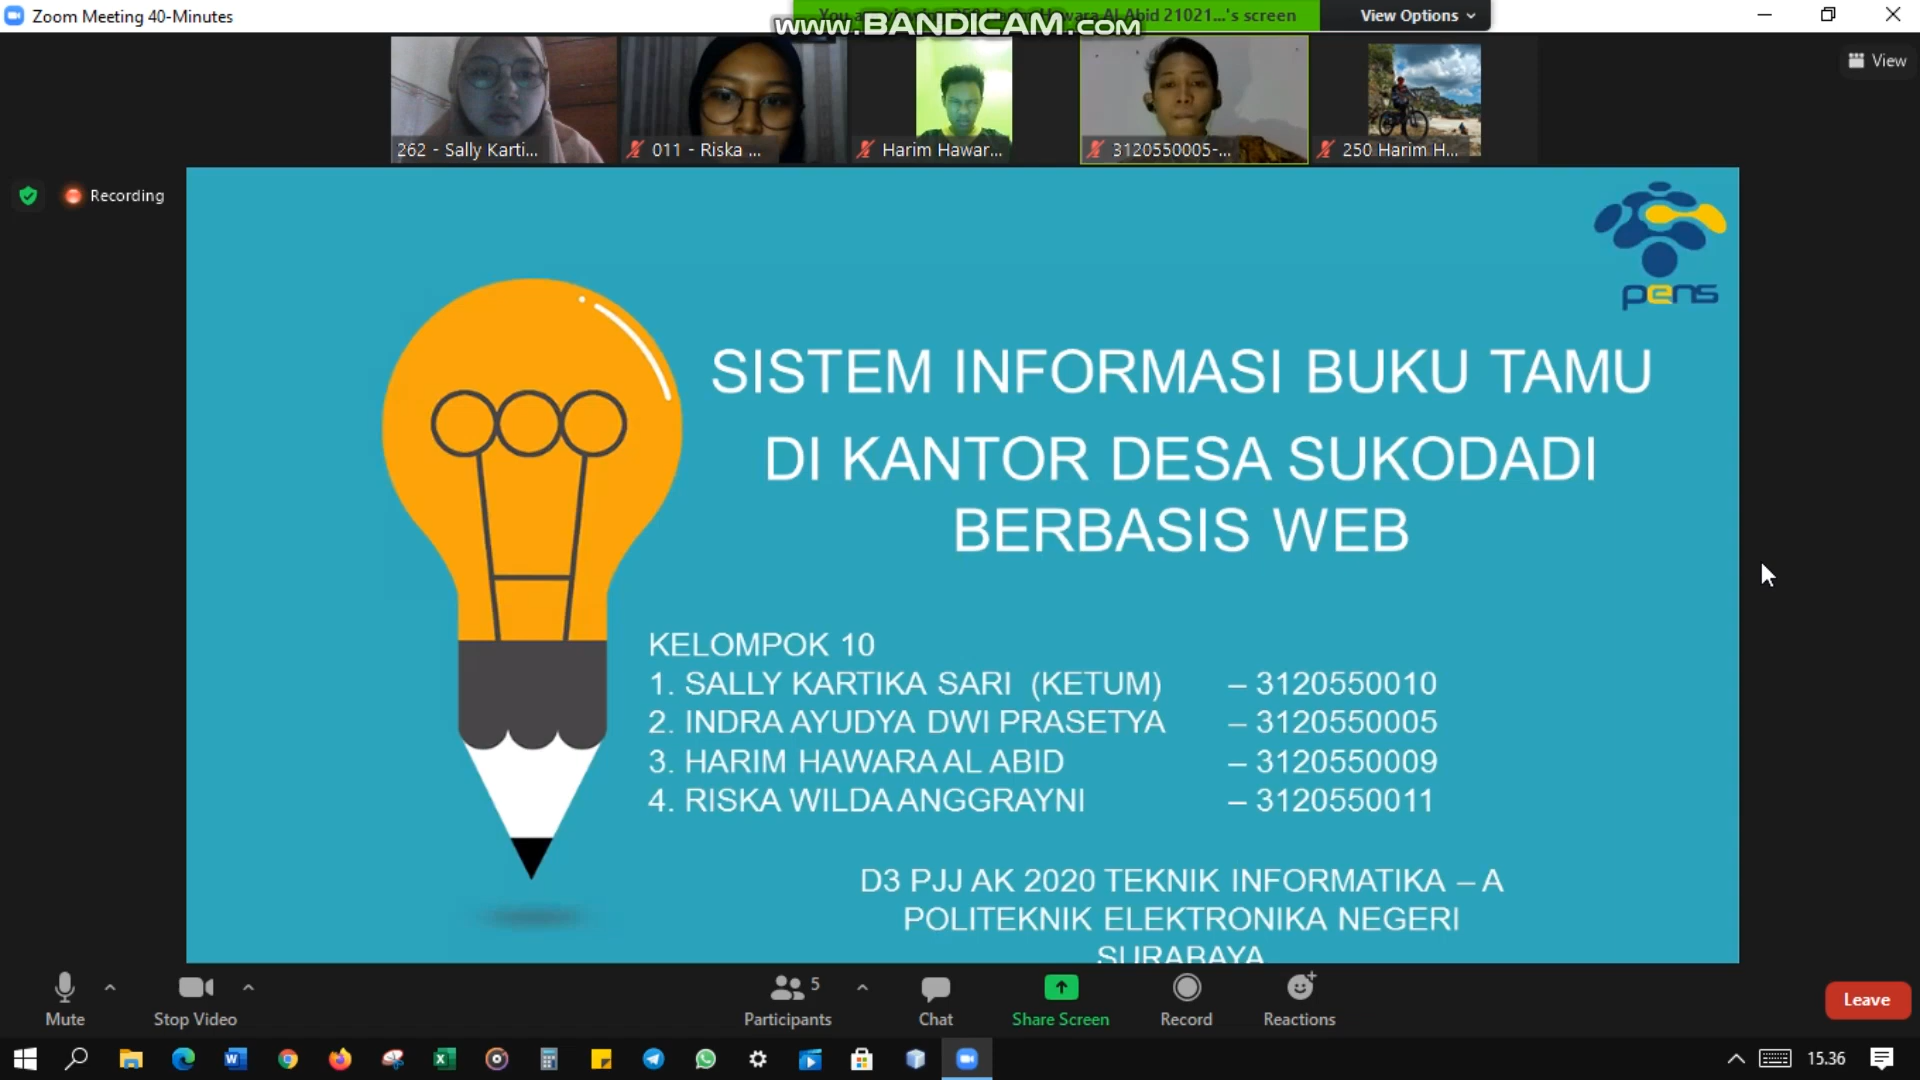 Zoom Meeting 40-Minutes
www.BANDICAM.com
View Options
View
262 - Sally Karti...
011 - Riska ...
Harim Hawar...
3120550005-...
250 Harim H...
Recording
pens
SISTEM INFORMASI BUKU TAMU
DI KANTOR DESA SUKODADI
BERBASIS WEB
KELOMPOK 10
1. SALLY KARTIKA SARI (KETUM) – 3120550010
2. INDRA AYUDYA DWI PRASETYA – 3120550005
3. HARIM HAWARA AL ABID – 3120550009
4. RISKA WILDA ANGGRAYNI – 3120550011
D3 PJJ AK 2020 TEKNIK INFORMATIKA – A
POLITEKNIK ELEKTRONIKA NEGERI
SURABAYA
Mute
Stop Video
5
Participants
Chat
Share Screen
Record
Reactions
Leave
15.36